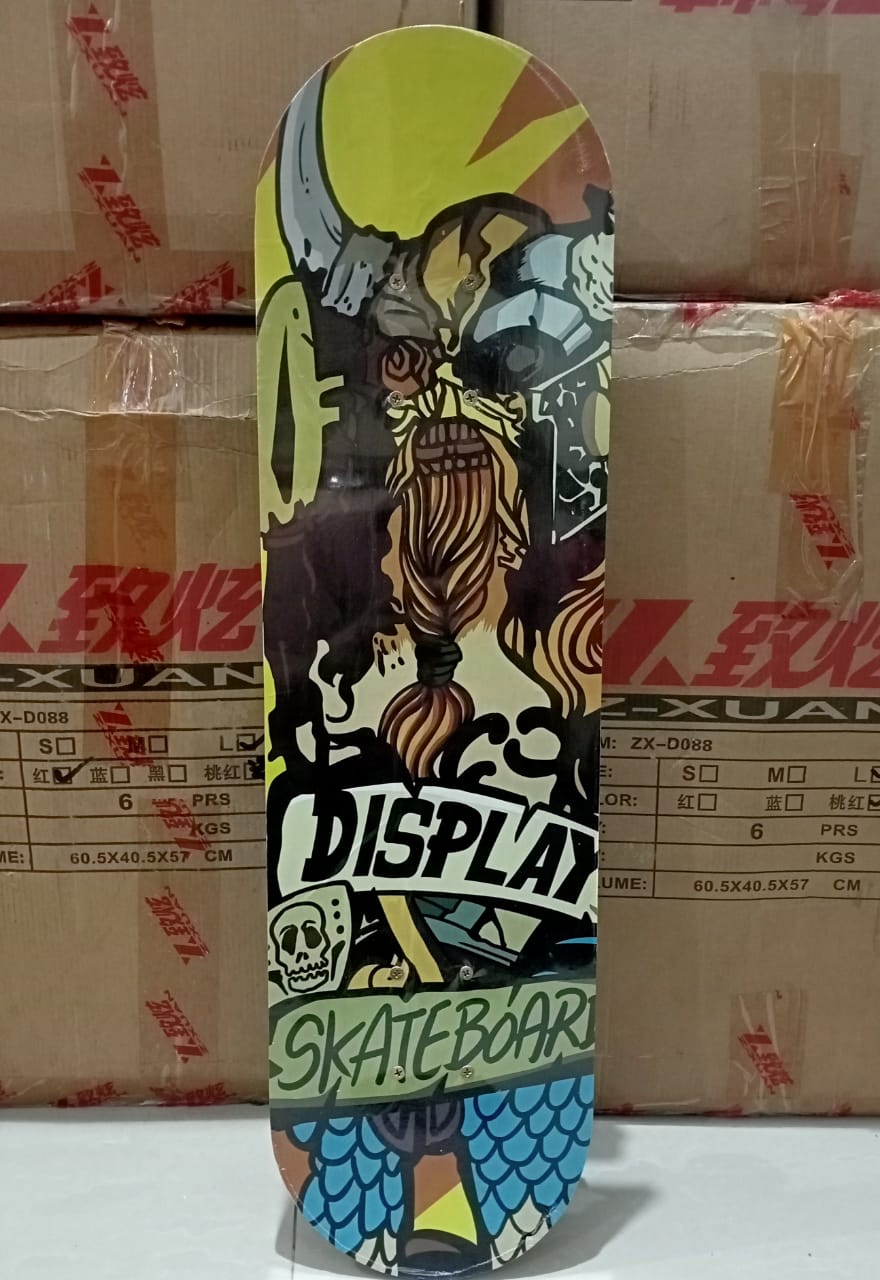 DISPLAY
SKATEBOARD
致炫
Z-XUAN
X-D088
S□ M□ L☑
红☑ 蓝□ 黑□ 桃红
6 PRS
KGS
60.5X40.5X57 CM
致炫
Z-XUAN
M: ZX-D088
S□ M□ L
LOR: 红□ 蓝□ 桃红
6 PRS
KGS
UME: 60.5X40.5X57 CM